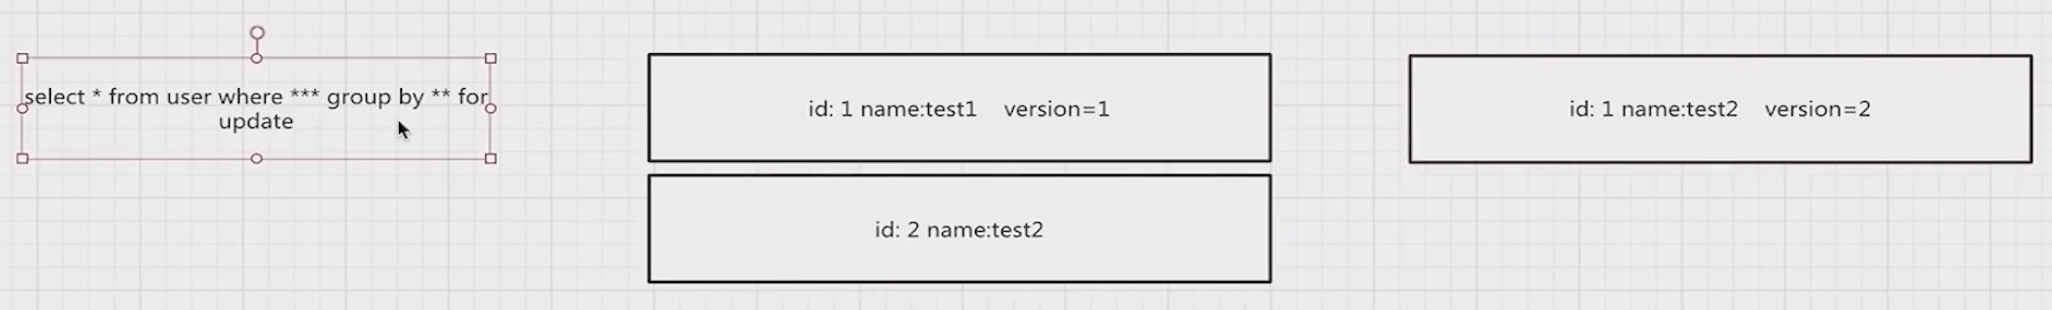 select * from user where *** group by ** for
update
id: 1 name:test1    version=1
id: 2 name:test2
id: 1 name:test2    version=2